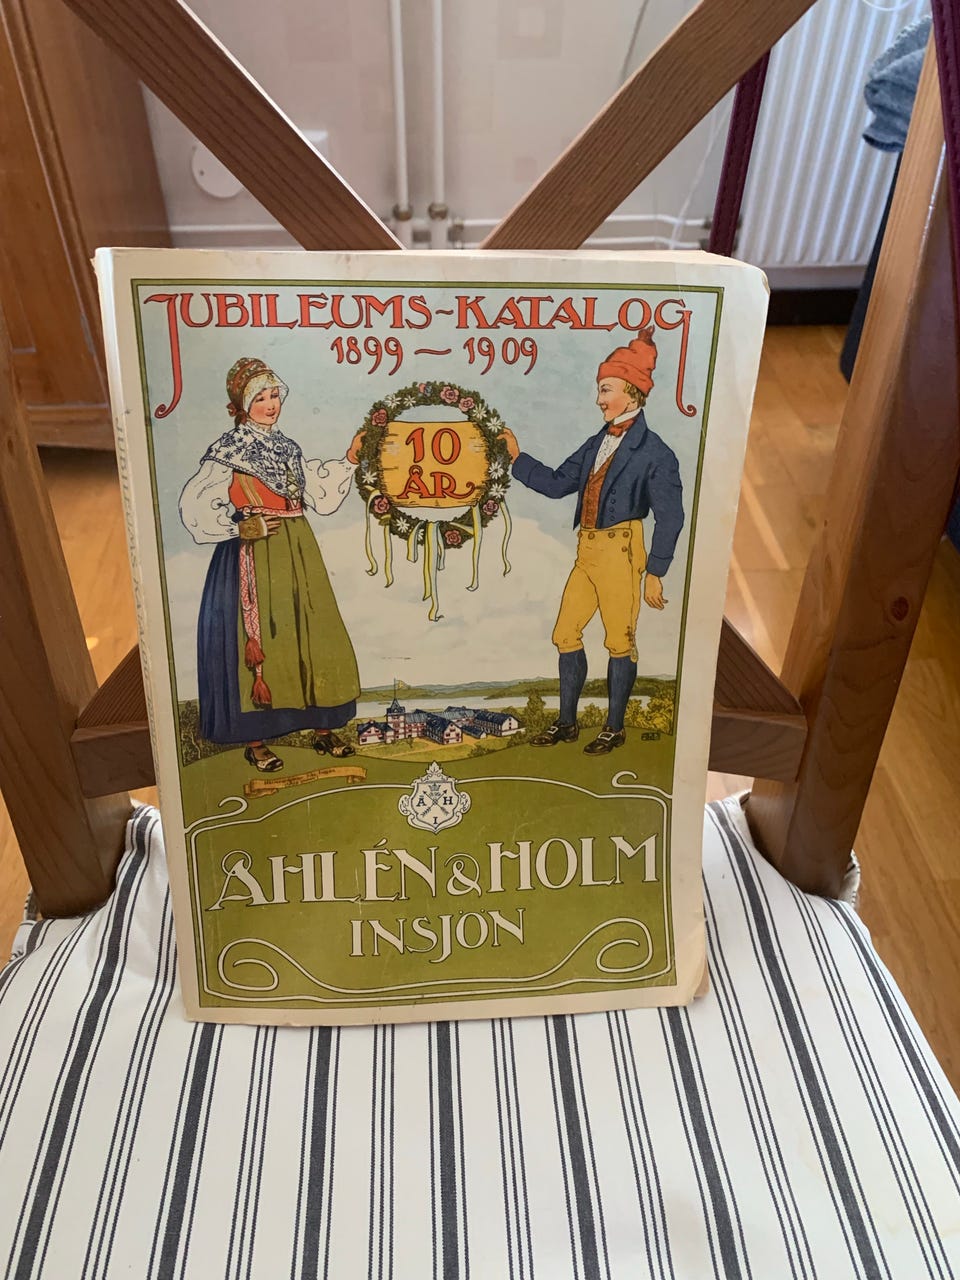 JUBILEUMS-KATALOG
1899 — 1909
10
ÅR
Å H
I
ÅHLÉN & HOLM
INSJÖN